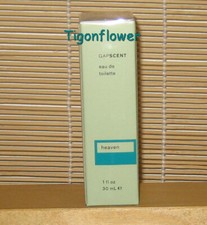 Tigonflower
GAPSCENT
eau de
toilette
heaven
1 fl oz
30 mL e